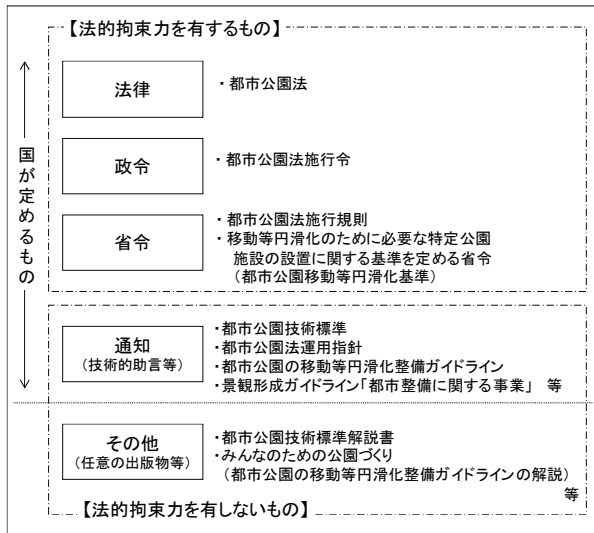 【法的拘束力を有するもの】
国が定めるもの
法律
・都市公園法
政令
・都市公園法施行令
省令
・都市公園法施行規則
・移動等円滑化のために必要な特定公園
施設の設置に関する基準を定める省令
（都市公園移動等円滑化基準）
通知
（技術的助言等）
・都市公園技術標準
・都市公園法運用指針
・都市公園の移動等円滑化整備ガイドライン
・景観形成ガイドライン「都市整備に関する事業」 等
その他
（任意の出版物等）
・都市公園技術標準解説書
・みんなのための公園づくり
（都市公園の移動等円滑化整備ガイドラインの解説）
等
【法的拘束力を有しないもの】